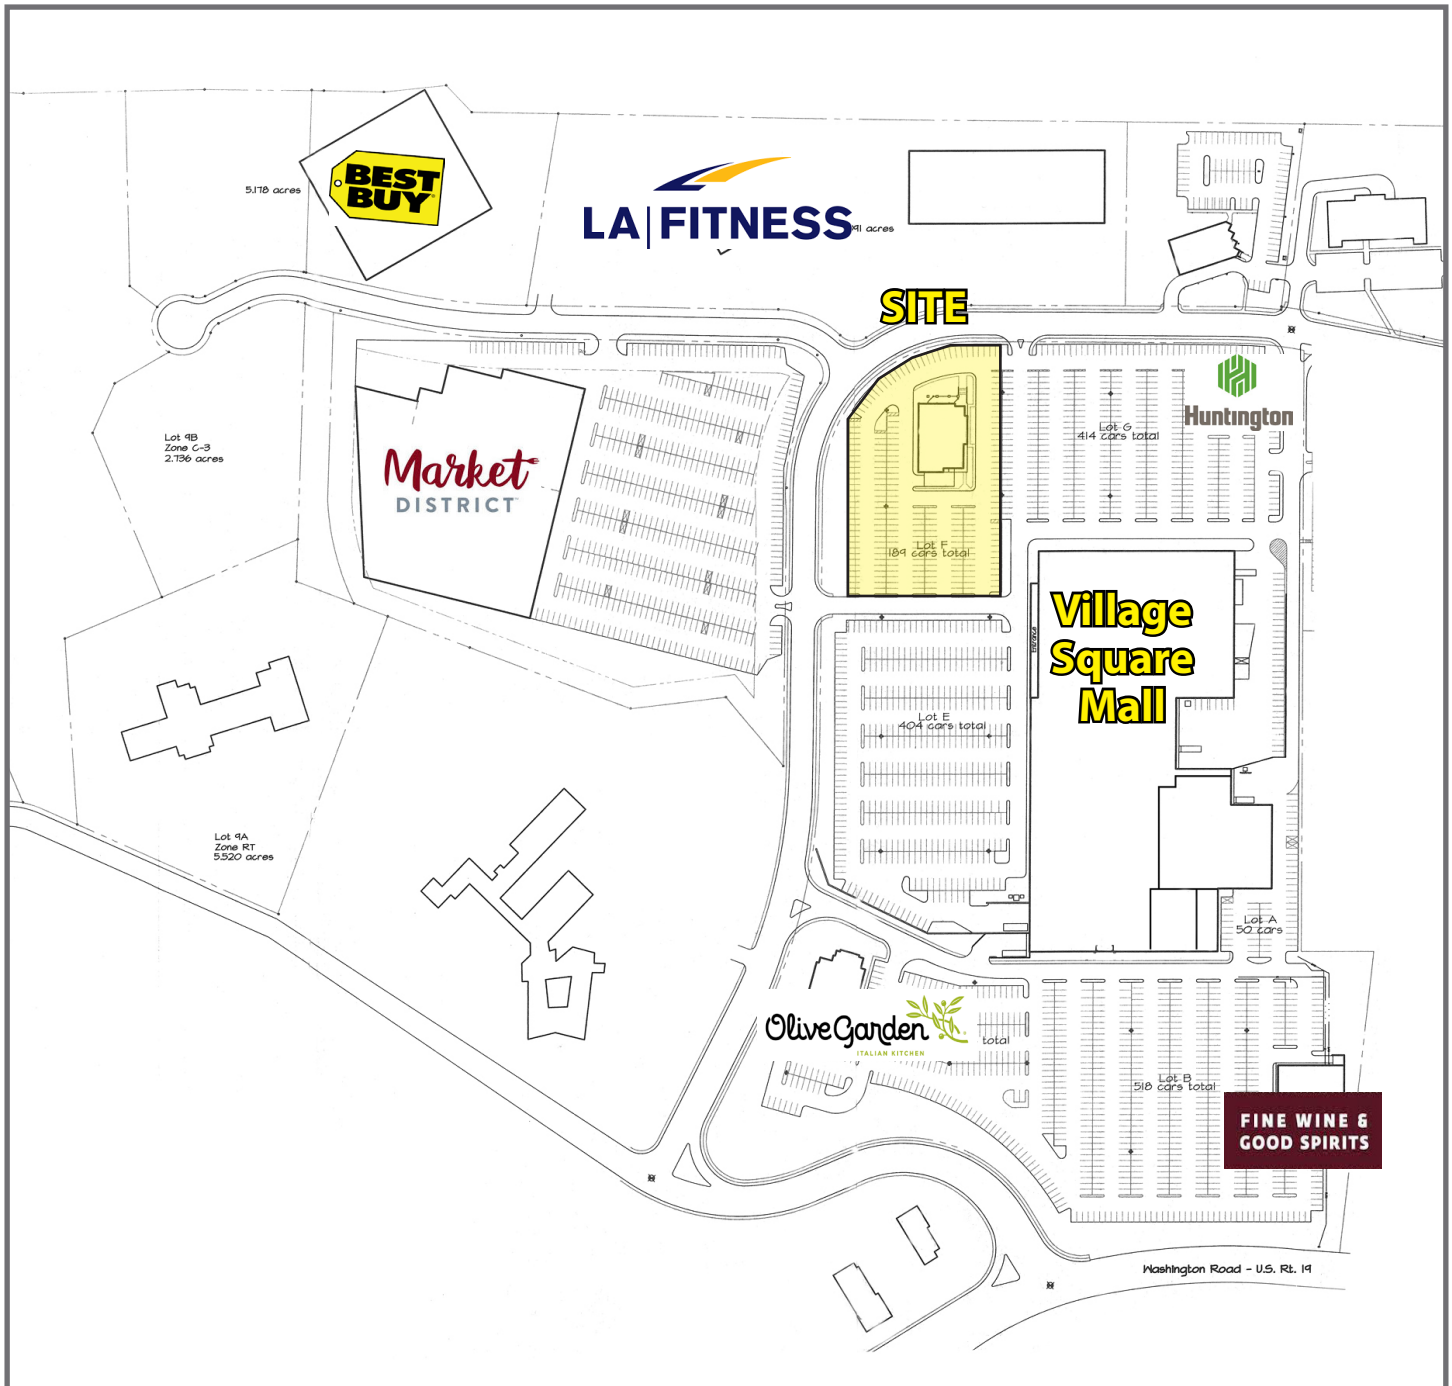 BEST
BUY
5.178 acres
LA|FITNESS
91 acres
SITE
Huntington
Lot G
414 cars total
Lot 9B
Zone C-3
2.736 acres
Market
DISTRICT
Lot F
189 cars total
Entrance
Village
Square
Mall
Lot E
404 cars total
Lot 9A
Zone RT
5.520 acres
Lot A
50 cars
Olive Garden
ITALIAN KITCHEN
total
Lot B
518 cars total
FINE WINE &
GOOD SPIRITS
Washington Road - U.S. Rt. 19